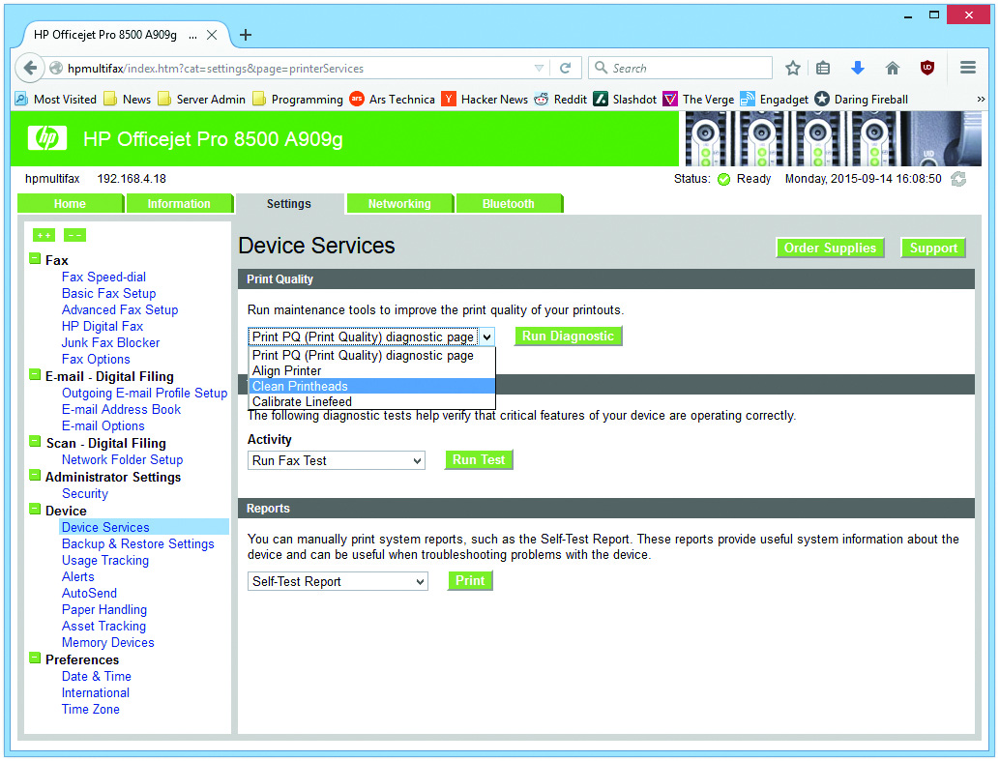 HP Officejet Pro 8500 A909g ...
hpmultifax/index.htm?cat=settings&page=printerServices
Search
Most Visited News Server Admin Programming ars Ars Technica Y Hacker News Reddit Slashdot The Verge Engadget Daring Fireball »
hp HP Officejet Pro 8500 A909g
UID
hpmultifax 192.168.4.18
Status: Ready Monday, 2015-09-14 16:08:50
Home Information Settings Networking Bluetooth
++ --
Fax
Fax Speed-dial
Basic Fax Setup
Advanced Fax Setup
HP Digital Fax
Junk Fax Blocker
Fax Options
E-mail - Digital Filing
Outgoing E-mail Profile Setup
E-mail Address Book
E-mail Options
Scan - Digital Filing
Network Folder Setup
Administrator Settings
Security
Device
Device Services
Backup & Restore Settings
Usage Tracking
Alerts
AutoSend
Paper Handling
Asset Tracking
Memory Devices
Preferences
Date & Time
International
Time Zone
Device Services
Order Supplies Support
Print Quality
Run maintenance tools to improve the print quality of your printouts.
Print PQ (Print Quality) diagnostic page Run Diagnostic
Print PQ (Print Quality) diagnostic page
Align Printer
Clean Printheads
Calibrate Linefeed
The following diagnostic tests help verify that critical features of your device are operating correctly.
Activity
Run Fax Test Run Test
Reports
You can manually print system reports, such as the Self-Test Report. These reports provide useful system information about the
device and can be useful when troubleshooting problems with the device.
Self-Test Report Print